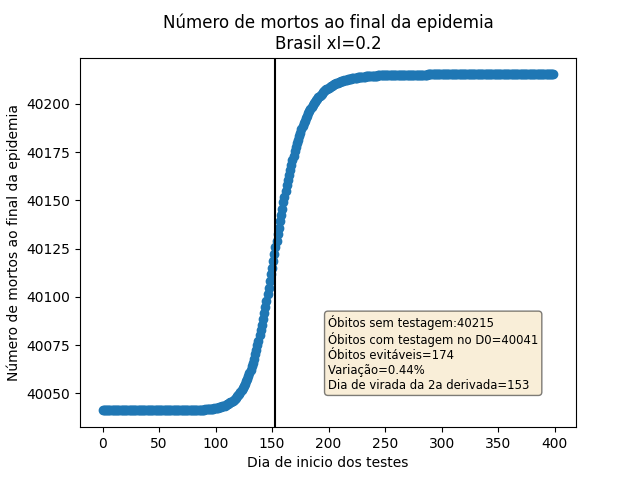 Número de mortos ao final da epidemia
Brasil xI=0.2
Número de mortos ao final da epidemia
40200
40175
40150
40125
40100
40075
40050
Óbitos sem testagem:40215
Óbitos com testagem no D0=40041
Óbitos evitáveis=174
Variação=0.44%
Dia de virada da 2a derivada=153
0 50 100 150 200 250 300 350 400
Dia de inicio dos testes